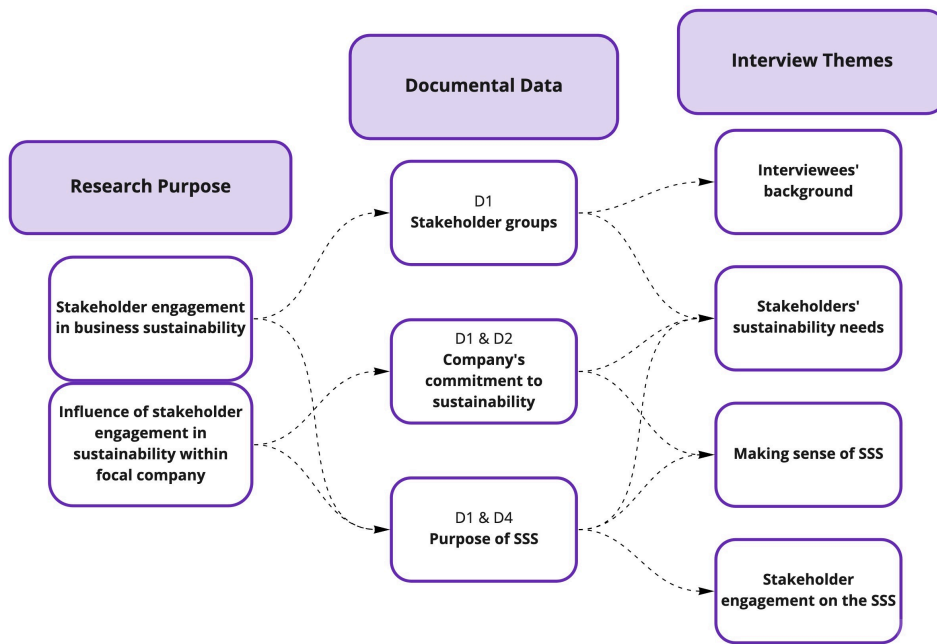 Research Purpose
Stakeholder engagement
in business sustainability
Influence of stakeholder
engagement in
sustainability within
focal company
Documental Data
D1
Stakeholder groups
D1 & D2
Company's
commitment to
sustainability
D1 & D4
Purpose of SSS
Interview Themes
Interviewees'
background
Stakeholders'
sustainability needs
Making sense of SSS
Stakeholder
engagement on the SSS